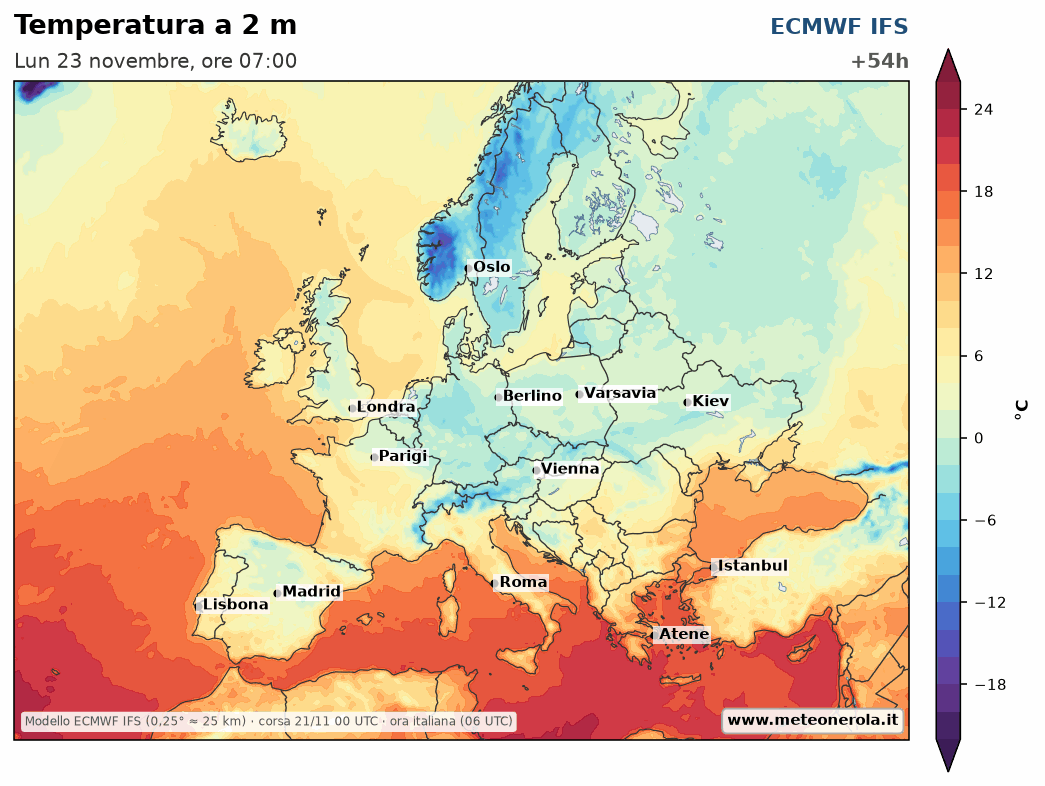 Temperatura a 2 m
ECMWF IFS
Lun 23 novembre, ore 07:00
+54h
24
18
12
6
0
−6
−12
−18
°C
Oslo
Londra
Berlino
Varsavia
Kiev
Parigi
Vienna
Istanbul
Roma
Madrid
Lisbona
Atene
Modello ECMWF IFS (0,25° ≈ 25 km) · corsa 21/11 00 UTC · ora italiana (06 UTC)
www.meteonerola.it